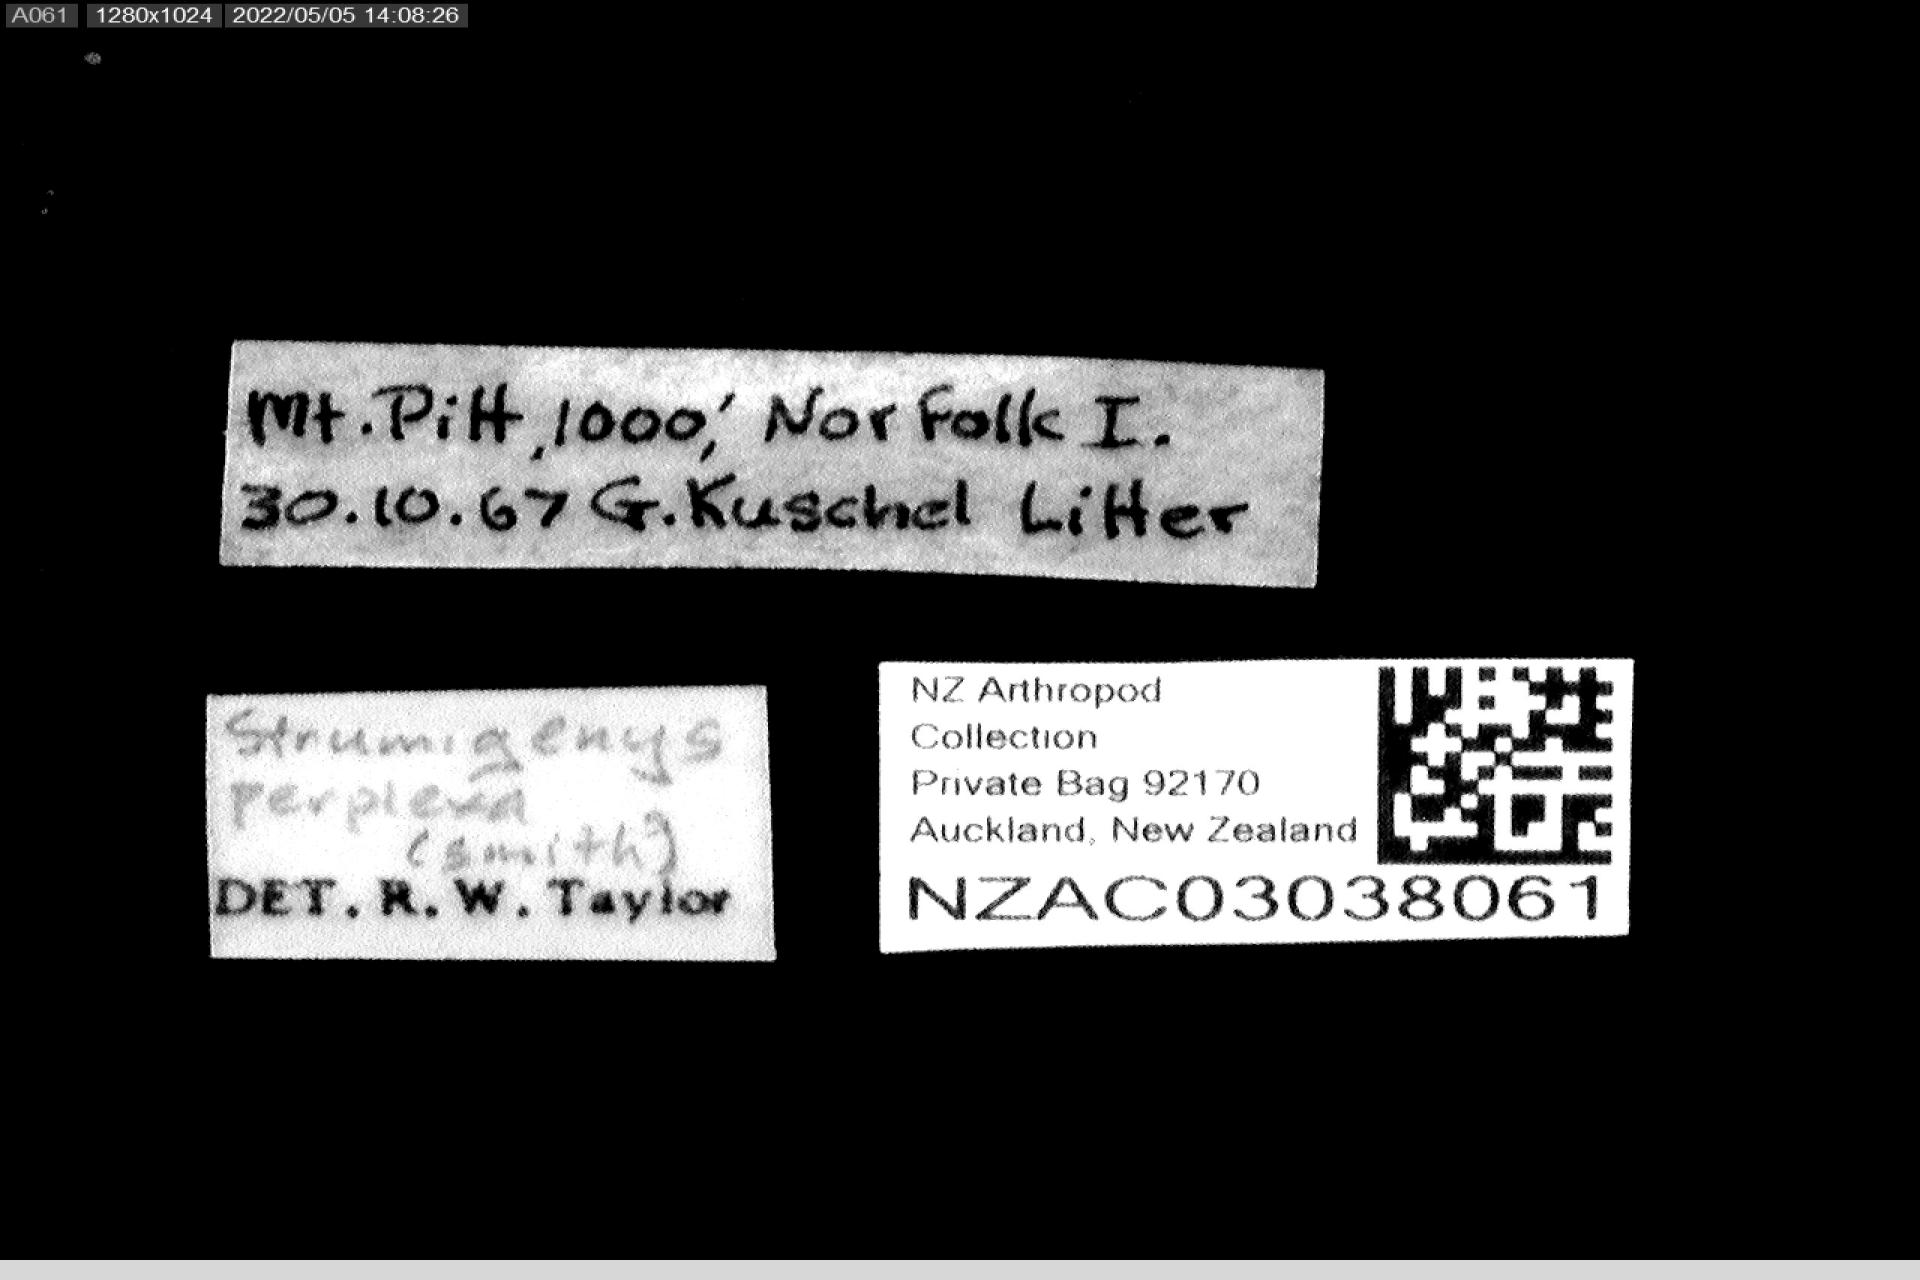 A061 1280x1024 2022/05/05 14:08:26
Mt. Pitt, 1000', Norfolk I.
30.10.67 G. Kuschel Litter
Strumigenys
perplexa
(Smith)
DET. R. W. Taylor
NZ Arthropod
Collection
Private Bag 92170
Auckland, New Zealand
NZAC03038061